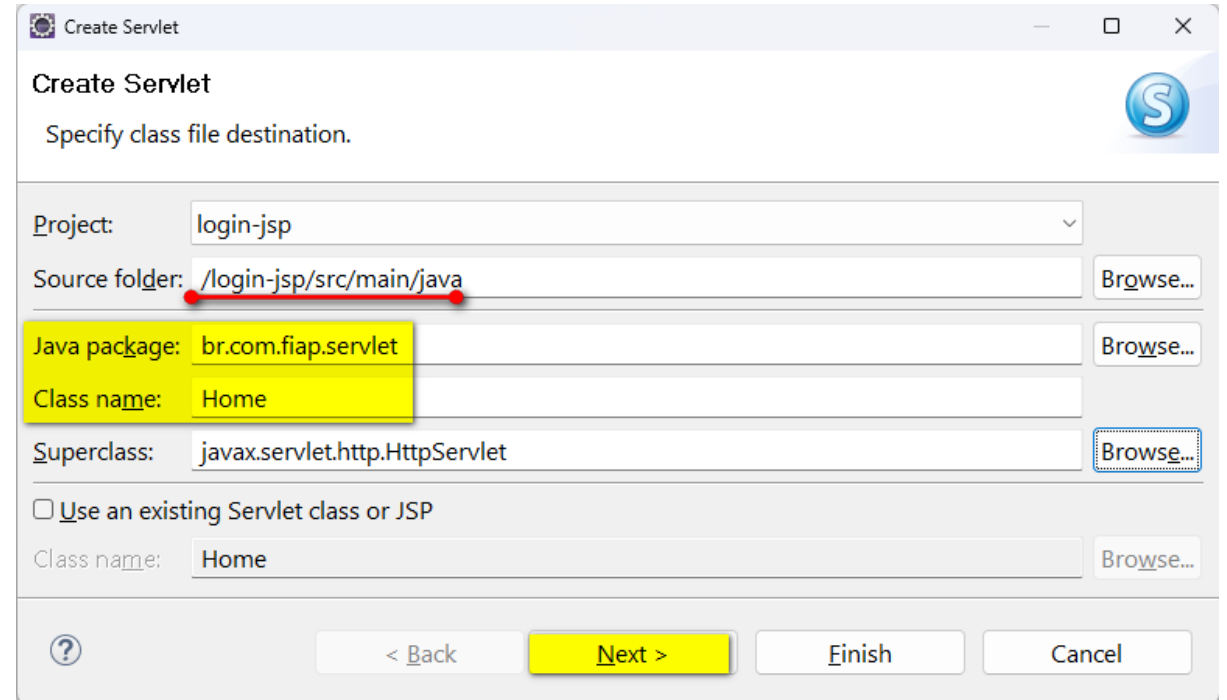 Create Servlet
Create Servlet
Specify class file destination.
S
Project: login-jsp
Source folder: /login-jsp/src/main/java Browse...
Java package: br.com.fiap.servlet Browse...
Class name: Home
Superclass: javax.servlet.http.HttpServlet Browse...
Use an existing Servlet class or JSP
Class name: Home Browse...
? < Back Next > Finish Cancel